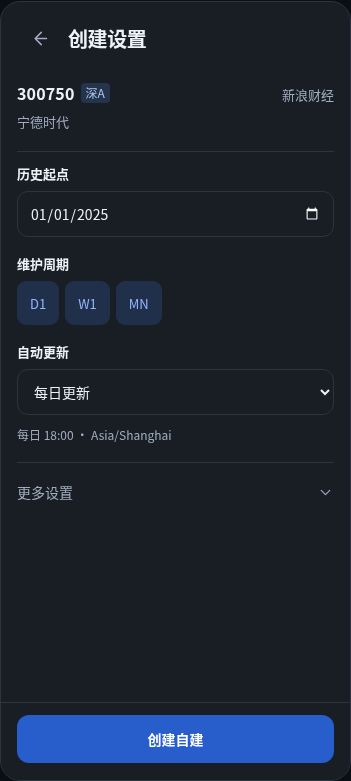 创建设置
300750 深A 新浪财经
宁德时代
历史起点
01/01/2025
维护周期
D1 W1 MN
自动更新
每日更新
每日 18:00 · Asia/Shanghai
更多设置
创建自建